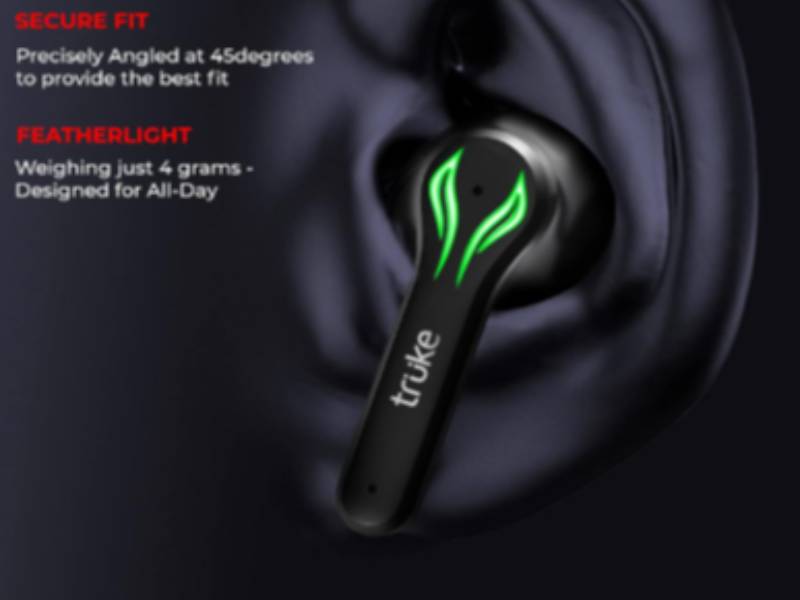 SECURE FIT
Precisely Angled at 45degrees
to provide the best fit
FEATHERLIGHT
Weighing just 4 grams -
Designed for All-Day
truke